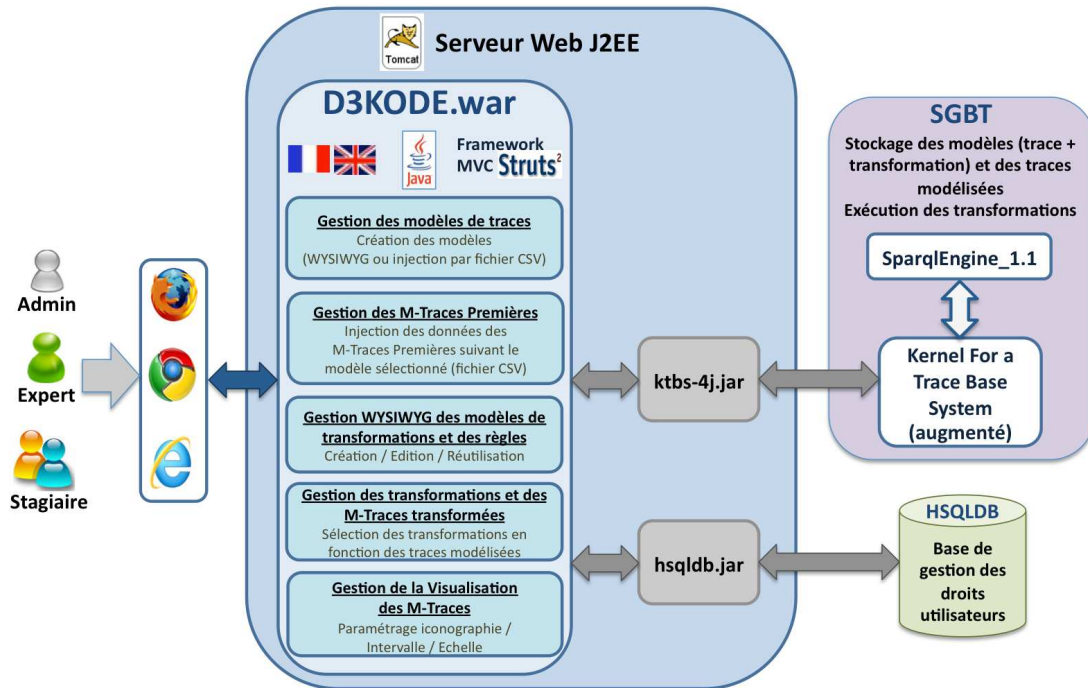 Tomcat
Serveur Web J2EE
D3KODE.war
Java
Framework
MVC Struts2
Gestion des modèles de traces
Création des modèles
(WYSIWYG ou injection par fichier CSV)
Gestion des M-Traces Premières
Injection des données des
M-Traces Premières suivant le
modèle sélectionné (fichier CSV)
Gestion WYSIWYG des modèles de
transformations et des règles
Création / Edition / Réutilisation
Gestion des transformations et des
M-Traces transformées
Sélection des transformations en
fonction des traces modélisées
Gestion de la Visualisation
des M-Traces
Paramétrage iconographie /
Intervalle / Echelle
Admin
Expert
Stagiaire
ktbs-4j.jar
hsqldb.jar
SGBT
Stockage des modèles (trace +
transformation) et des traces
modélisées
Exécution des transformations
SparqlEngine_1.1
Kernel For a
Trace Base
System
(augmenté)
HSQLDB
Base de
gestion des
droits
utilisateurs